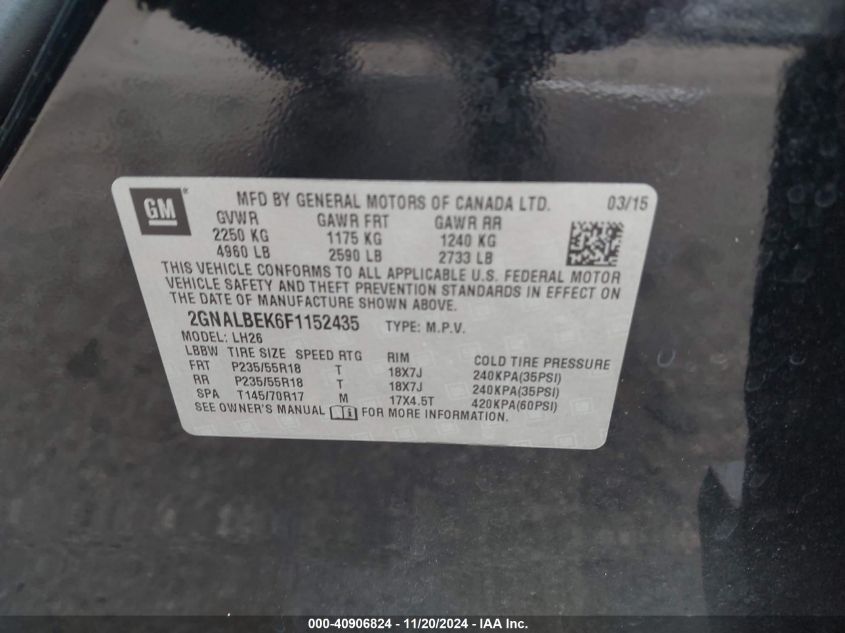 GM
MFD BY GENERAL MOTORS OF CANADA LTD. 03/15
GVWR GAWR FRT GAWR RR
2250 KG 1175 KG 1240 KG
4960 LB 2590 LB 2733 LB
THIS VEHICLE CONFORMS TO ALL APPLICABLE U.S. FEDERAL MOTOR
VEHICLE SAFETY AND THEFT PREVENTION STANDARDS IN EFFECT ON
THE DATE OF MANUFACTURE SHOWN ABOVE.
2GNALBEK6F1152435 TYPE: M.P.V.
MODEL: LH26
LBBW TIRE SIZE SPEED RTG RIM COLD TIRE PRESSURE
FRT P235/55R18 T 18X7J 240KPA(35PSI)
RR P235/55R18 T 18X7J 240KPA(35PSI)
SPA T145/70R17 M 17X4.5T 420KPA(60PSI)
SEE OWNER'S MANUAL FOR MORE INFORMATION.
000-40906824 - 11/20/2024 - IAA Inc.